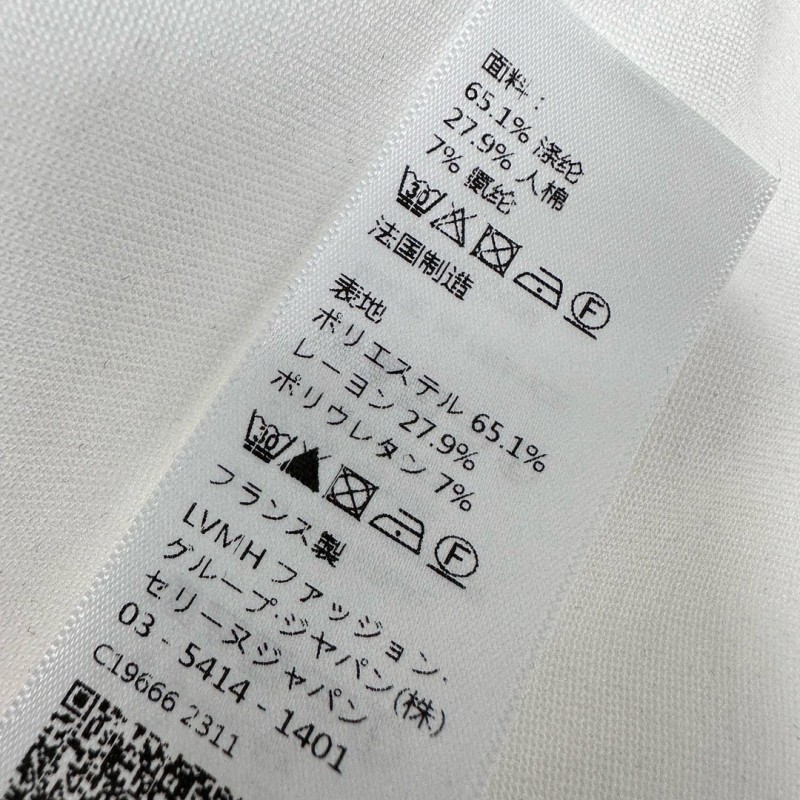 面料:
65.1% 涤纶
27.9% 人棉
7% 氨纶
30
F
法国制造
表地
ポリエステル 65.1%
レーヨン 27.9%
ポリウレタン 7%
30
F
フランス製
LVMH ファッション・
グループ・ジャパン(株)
セリーヌジャパン
03 - 5414 - 1401
C19666 2311